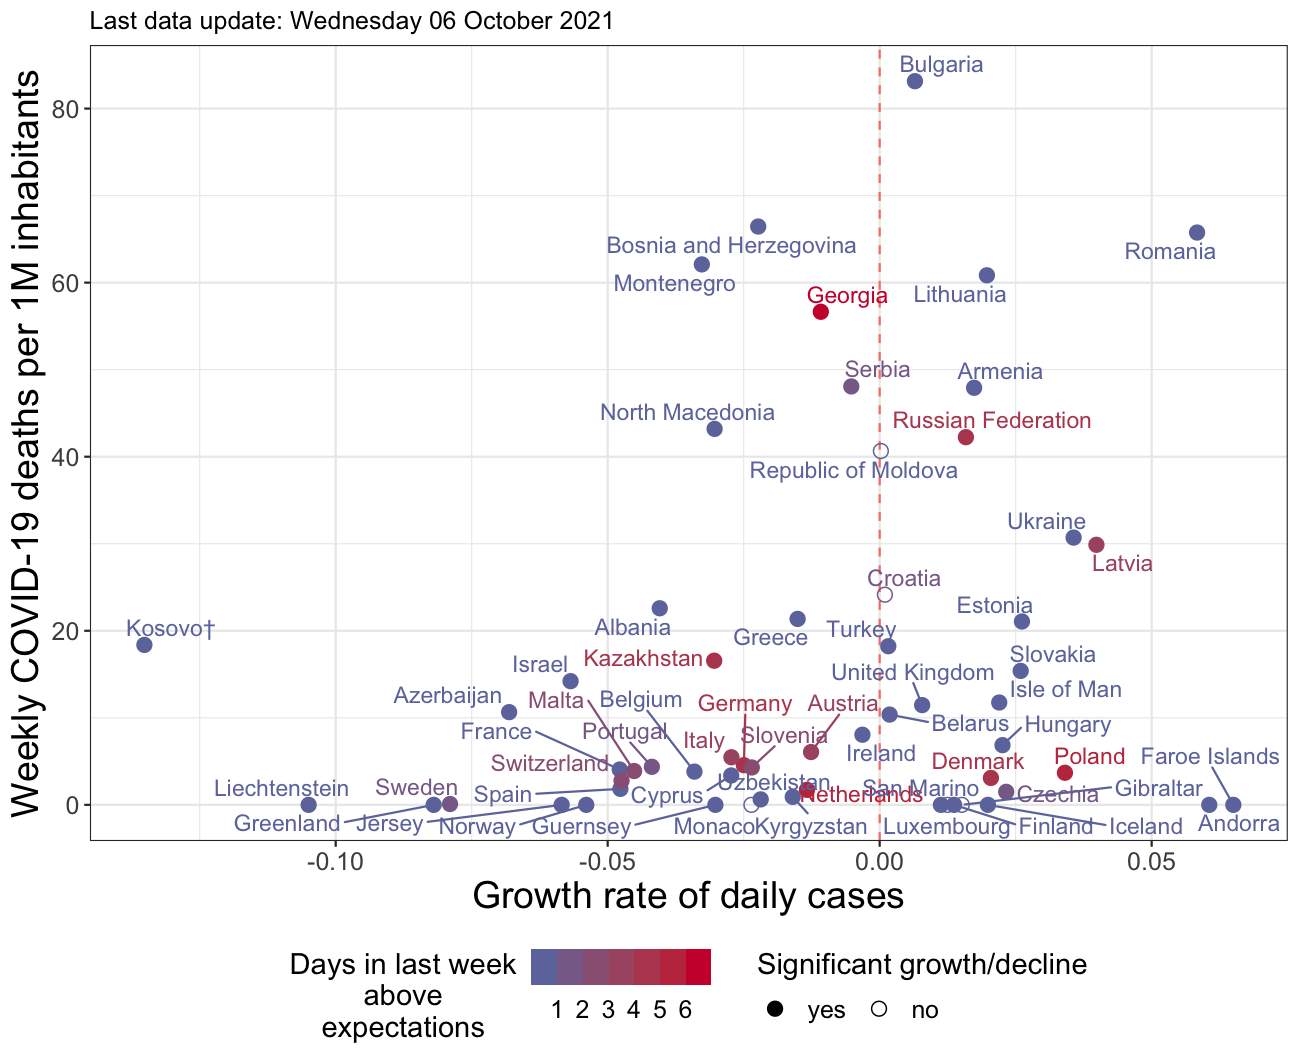 Last data update: Wednesday 06 October 2021
Weekly COVID-19 deaths per 1M inhabitants
80
60
40
20
0
Bulgaria
Romania
Bosnia and Herzegovina
Montenegro
Lithuania
Georgia
Serbia
Armenia
North Macedonia
Russian Federation
Republic of Moldova
Ukraine
Latvia
Croatia
Estonia
Kosovo†
Albania
Greece
Turkey
Israel
Kazakhstan
Slovakia
United Kingdom
Isle of Man
Azerbaijan
Malta
Belgium
Germany
Austria
France
Portugal
Italy
Slovenia
Belarus
Hungary
Ireland
Switzerland
Denmark
Poland
Faroe Islands
Liechtenstein
Sweden
Spain
Cyprus
Uzbekistan
Netherlands
San Marino
Czechia
Gibraltar
Greenland
Jersey
Norway
Guernsey
Monaco
Kyrgyzstan
Luxembourg
Finland
Iceland
Andorra
-0.10
-0.05
0.00
0.05
Growth rate of daily cases
Days in last week
above
expectations
1 2 3 4 5 6
Significant growth/decline
yes
no